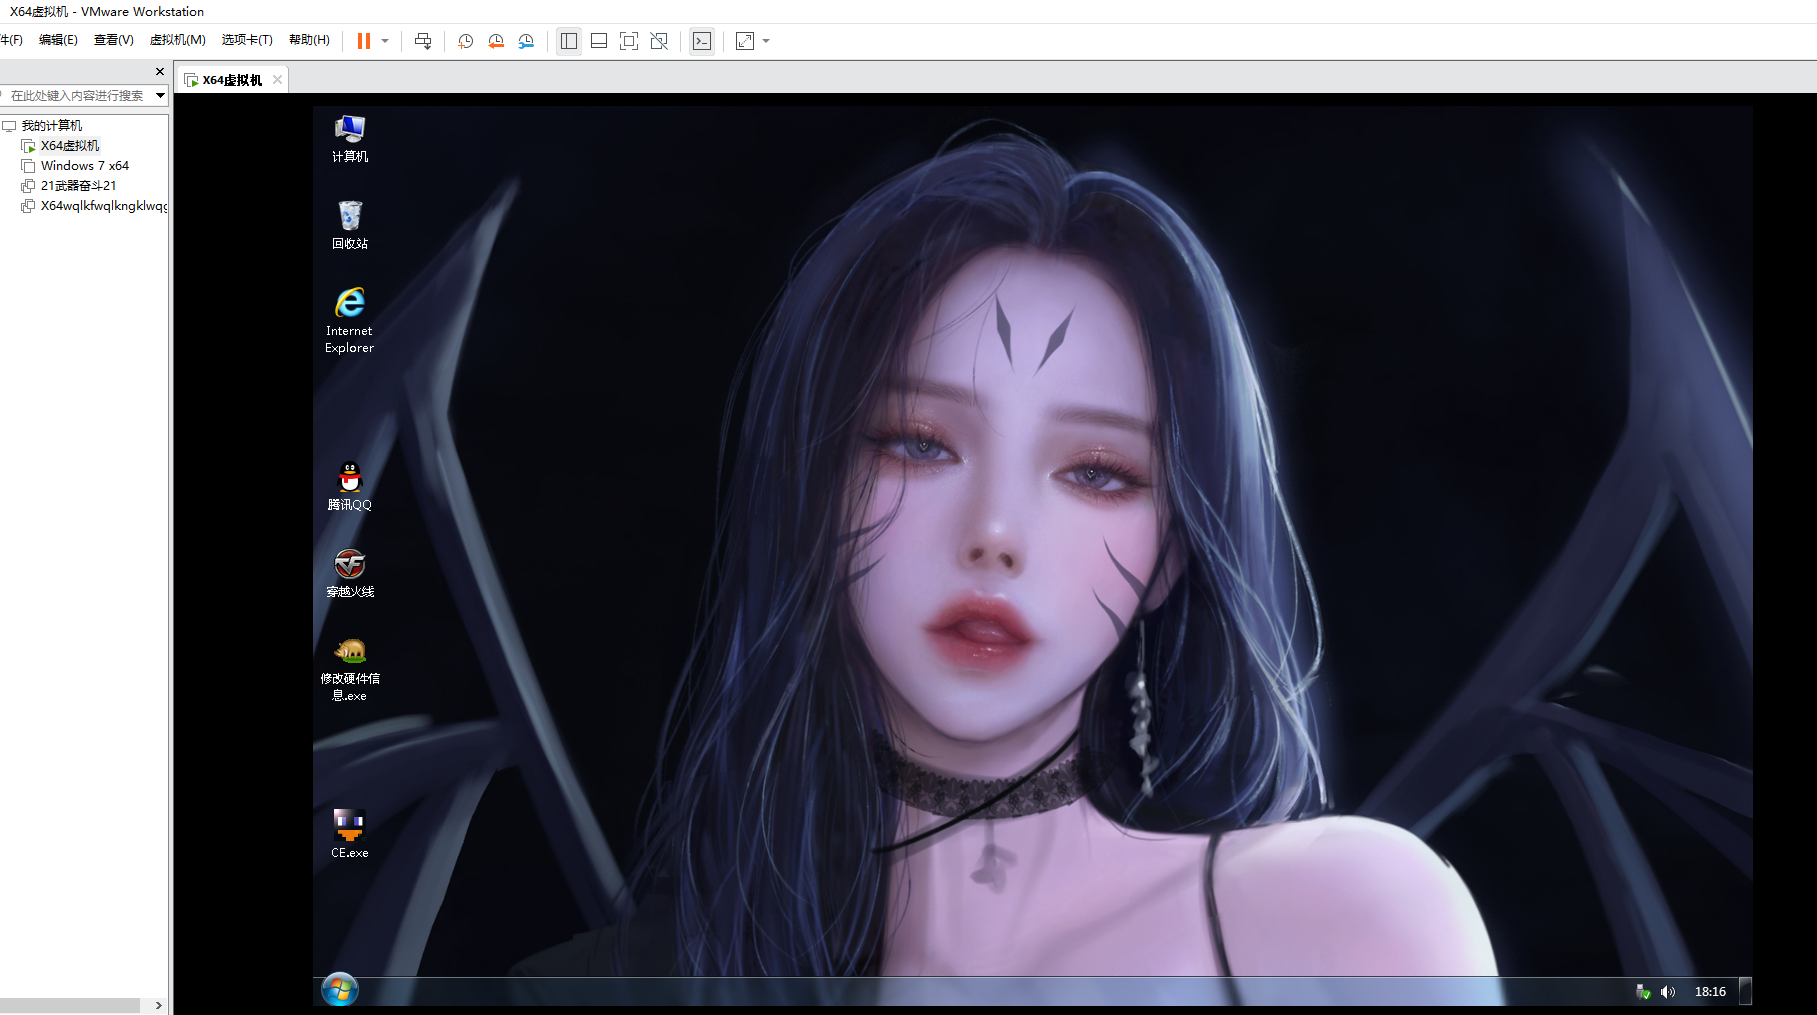 X64虚拟机 - VMware Workstation
件(F) 编辑(E) 查看(V) 虚拟机(M) 选项卡(T) 帮助(H)
X64虚拟机
在此处键入内容进行搜索
我的计算机
X64虚拟机
Windows 7 x64
21武器奋斗21
X64wqlkfwqlkngklwqg
计算机
回收站
Internet
Explorer
腾讯QQ
穿越火线
修改硬件信
息.exe
CE.exe
18:16